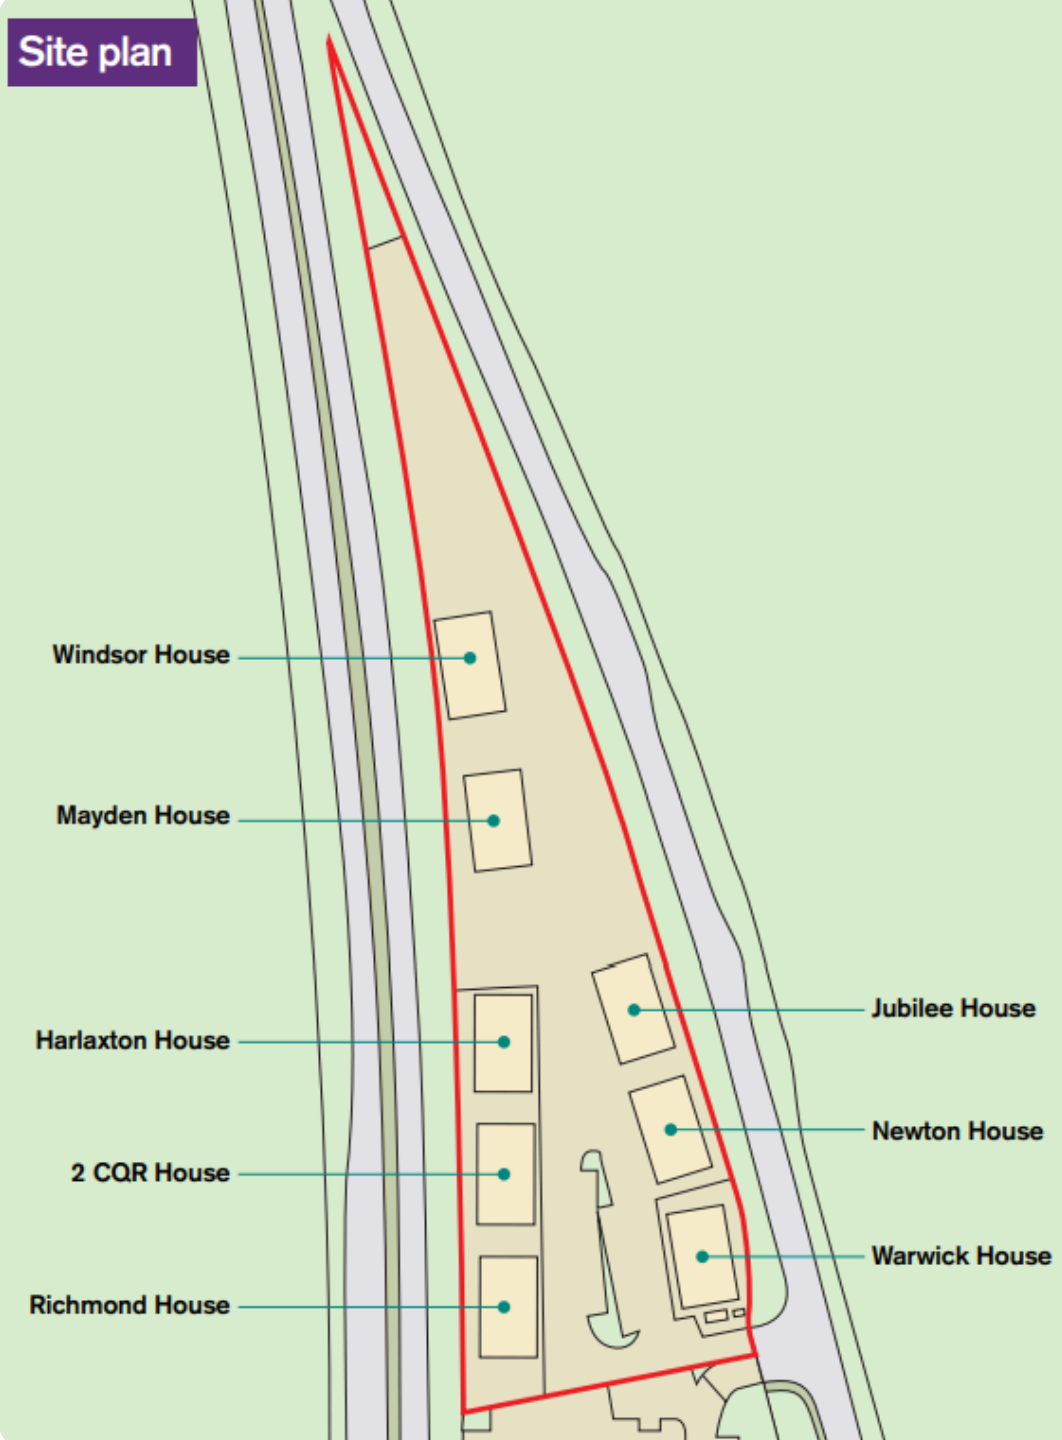 Site plan
Windsor House
Mayden House
Jubilee House
Harlaxton House
Newton House
2 CQR House
Warwick House
Richmond House